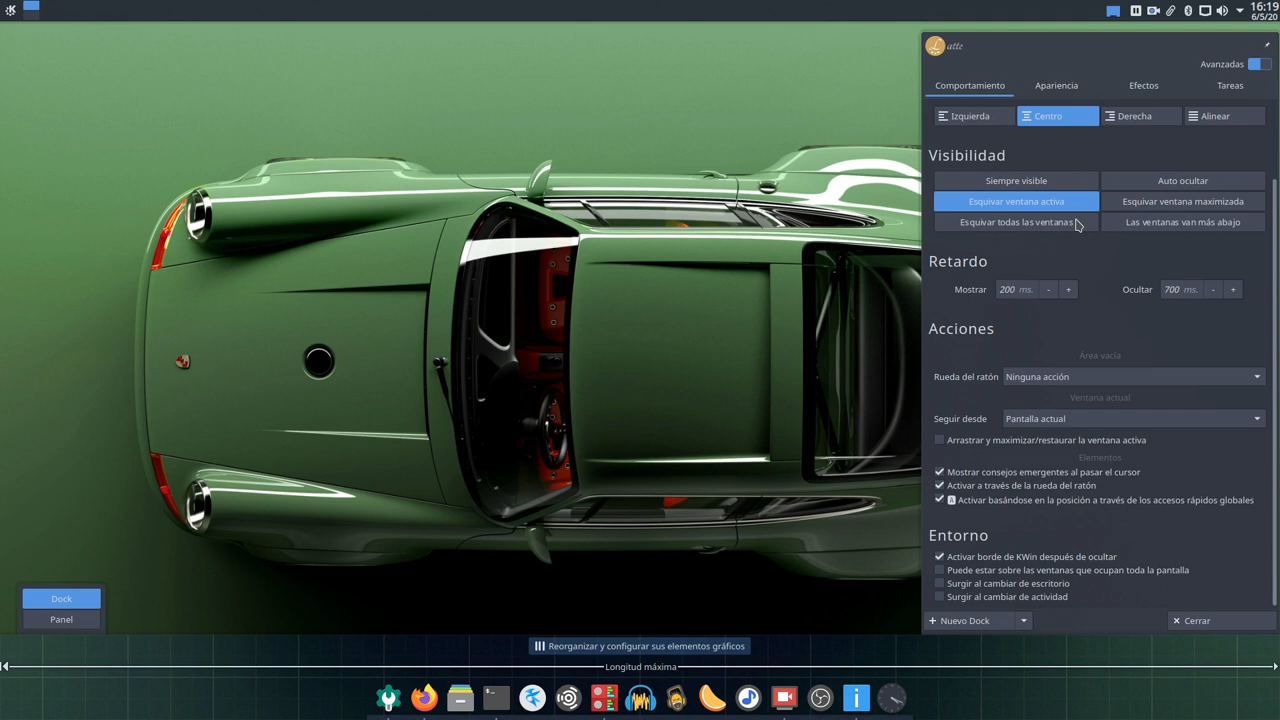 16:19
6/5/20
Latte
Avanzadas
Comportamiento Apariencia Efectos Tareas
Izquierda Centro Derecha Alinear
Visibilidad
Siempre visible Auto ocultar
Esquivar ventana activa Esquivar ventana maximizada
Esquivar todas las ventanas Las ventanas van más abajo
Retardo
Mostrar 200 ms. - + Ocultar 700 ms. - +
Acciones
Área vacía
Rueda del ratón Ninguna acción
Ventana actual
Seguir desde Pantalla actual
Arrastrar y maximizar/restaurar la ventana activa
Elementos
Mostrar consejos emergentes al pasar el cursor
Activar a través de la rueda del ratón
A Activar basándose en la posición a través de los accesos rápidos globales
Entorno
Activar borde de KWin después de ocultar
Puede estar sobre las ventanas que ocupan toda la pantalla
Surgir al cambio de escritorio
Surgir al cambio de actividad
+ Nuevo Dock × Cerrar
Dock
Panel
Reorganizar y configurar sus elementos gráficos
Longitud máxima